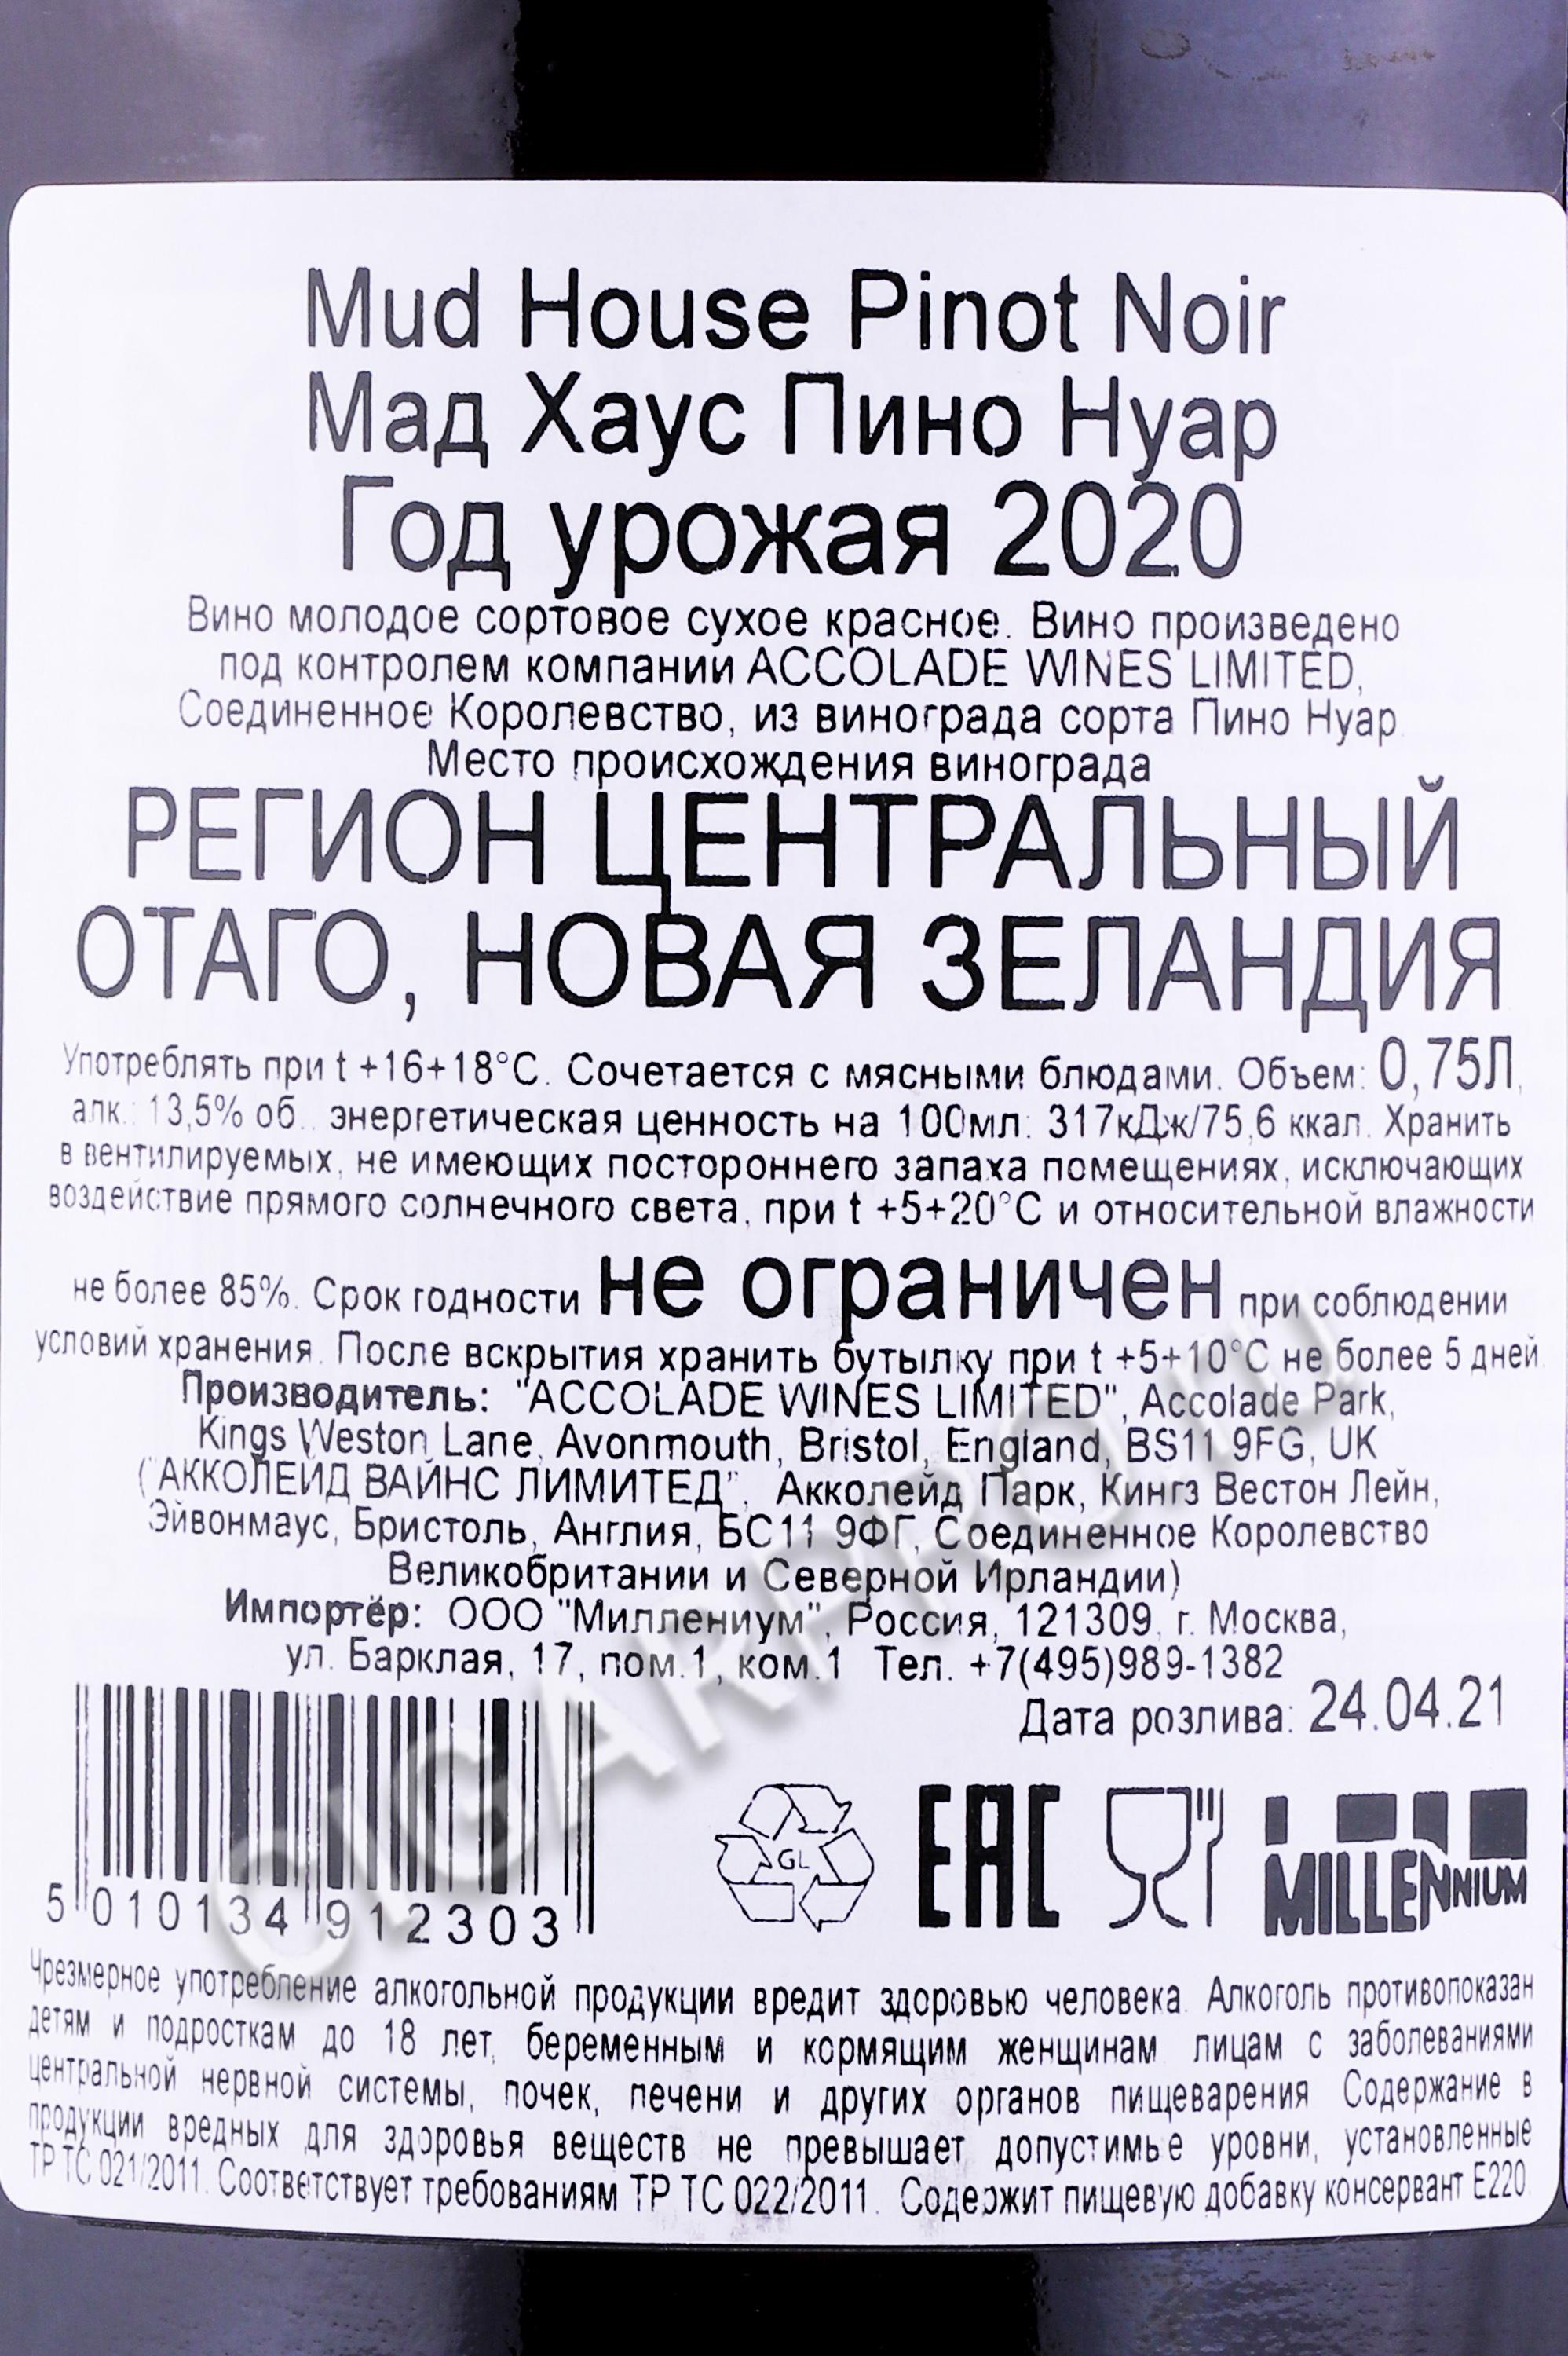 Mud House Pinot Noir
Мад Хаус Пино Нуар
Год урожая 2020
Вино молодое сортовое сухое красное. Вино произведено
под контролем компании ACCOLADE WINES LIMITED,
Соединенное Королевство, из винограда сорта Пино Нуар.
Место происхождения винограда
РЕГИОН ЦЕНТРАЛЬНЫЙ
ОТАГО, НОВАЯ ЗЕЛАНДИЯ
Употреблять при t +16+18°С. Сочетается с мясными блюдами. Объем: 0,75Л,
алк.: 13,5% об., энергетическая ценность на 100мл: 317кДж/75,6 ккал. Хранить
в вентилируемых, не имеющих постороннего запаха помещениях, исключающих
воздействие прямого солнечного света, при t +5+20°С и относительной влажности
не более 85%. Срок годности не ограничен при соблюдении
условий хранения. После вскрытия хранить бутылку при t +5+10°С не более 5 дней.
Производитель: "ACCOLADE WINES LIMITED", Accolade Park,
Kings Weston Lane, Avonmouth, Bristol, England, BS11 9FG, UK
("АККОЛЕЙД ВАЙНС ЛИМИТЕД", Акколейд Парк, Кингз Вестон Лейн,
Эйвонмаус, Бристоль, Англия, БС11 9ФГ, Соединенное Королевство
Великобритании и Северной Ирландии)
Импортёр: ООО "Миллениум", Россия, 121309, г. Москва,
ул. Барклая, 17, пом.1, ком.1 Тел. +7(495)989-1382
Дата розлива: 24.04.21
GL
EAC
MILLENNIUM
5 010134 912303
CIGARPRO.ru
Чрезмерное употребление алкогольной продукции вредит здоровью человека. Алкоголь противопоказан
детям и подросткам до 18 лет, беременным и кормящим женщинам, лицам с заболеваниями
центральной нервной системы, почек, печени и других органов пищеварения. Содержание в
продукции вредных для здоровья веществ не превышает допустимые уровни, установленные
ТР ТС 021/2011. Соответствует требованиям ТР ТС 022/2011. Содержит пищевую добавку консервант Е220.